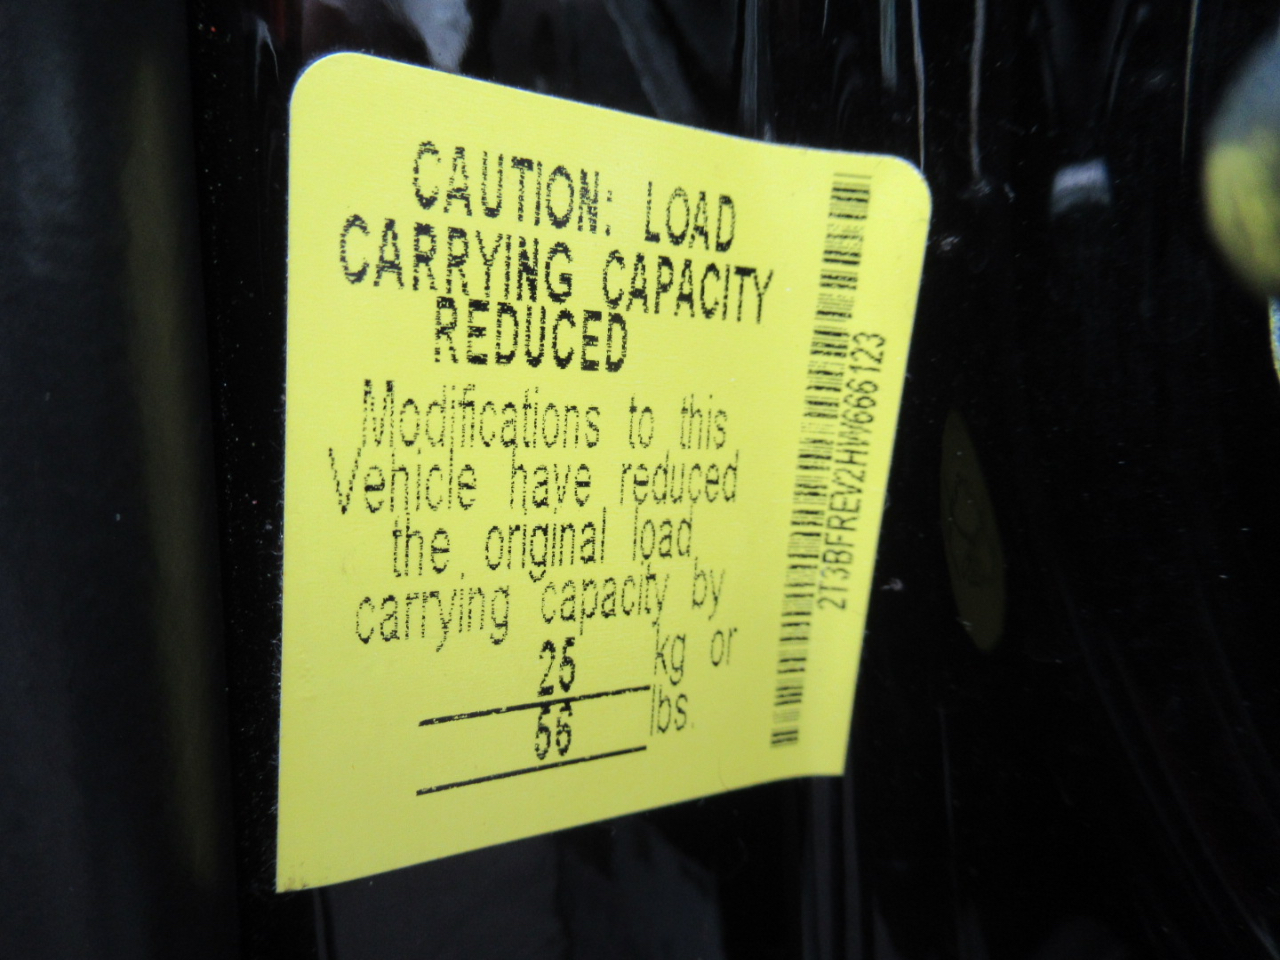 CAUTION: LOAD
CARRYING CAPACITY
REDUCED
Modifications to this
Vehicle have reduced
the original load
carrying capacity by
25 kg or
56 lbs.
2T3BFREV2HW666123